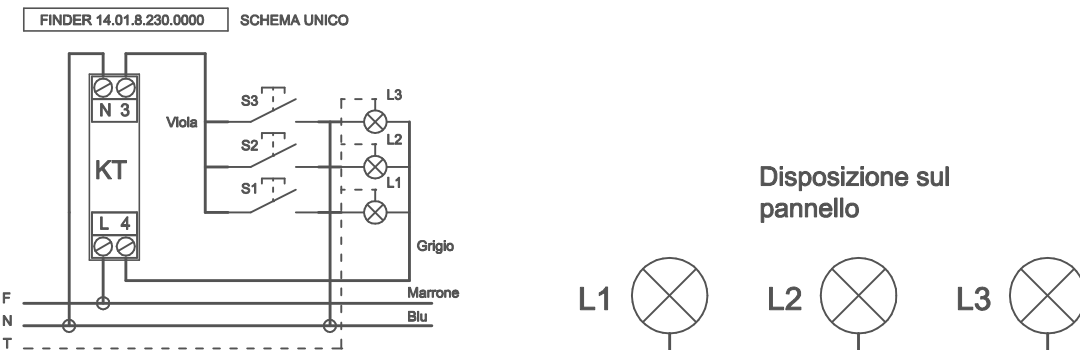 FINDER 14.01.8.230.0000 SCHEMA UNICO
N 3
KT
L 4
Viola
S3
S2
S1
L3
L2
L1
Grigio
F
Marrone
N
Blu
T
Disposizione sul
pannello
L1
L2
L3